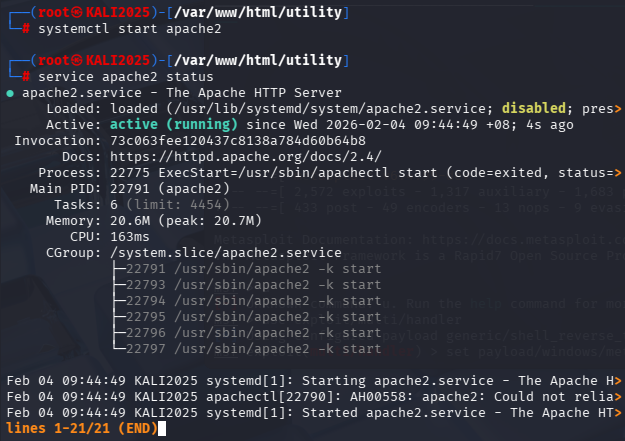 ┌──(root㉿KALI2025)-[/var/www/html/utility]
└─# systemctl start apache2
┌──(root㉿KALI2025)-[/var/www/html/utility]
└─# service apache2 status
● apache2.service - The Apache HTTP Server
Loaded: loaded (/usr/lib/systemd/system/apache2.service; disabled; pres>
Active: active (running) since Wed 2026-02-04 09:44:49 +08; 4s ago
Invocation: 73c063fee120437c8138a784d60b64b8
Docs: https://httpd.apache.org/docs/2.4/
Process: 22775 ExecStart=/usr/sbin/apachectl start (code=exited, status=>
Main PID: 22791 (apache2)
Tasks: 6 (limit: 4454)
Memory: 20.6M (peak: 20.7M)
CPU: 163ms
CGroup: /system.slice/apache2.service
├─22791 /usr/sbin/apache2 -k start
├─22793 /usr/sbin/apache2 -k start
├─22794 /usr/sbin/apache2 -k start
├─22795 /usr/sbin/apache2 -k start
├─22796 /usr/sbin/apache2 -k start
└─22797 /usr/sbin/apache2 -k start
Feb 04 09:44:49 KALI2025 systemd[1]: Starting apache2.service - The Apache H>
Feb 04 09:44:49 KALI2025 apachectl[22790]: AH00558: apache2: Could not relia>
Feb 04 09:44:49 KALI2025 systemd[1]: Started apache2.service - The Apache HT>
lines 1-21/21 (END)